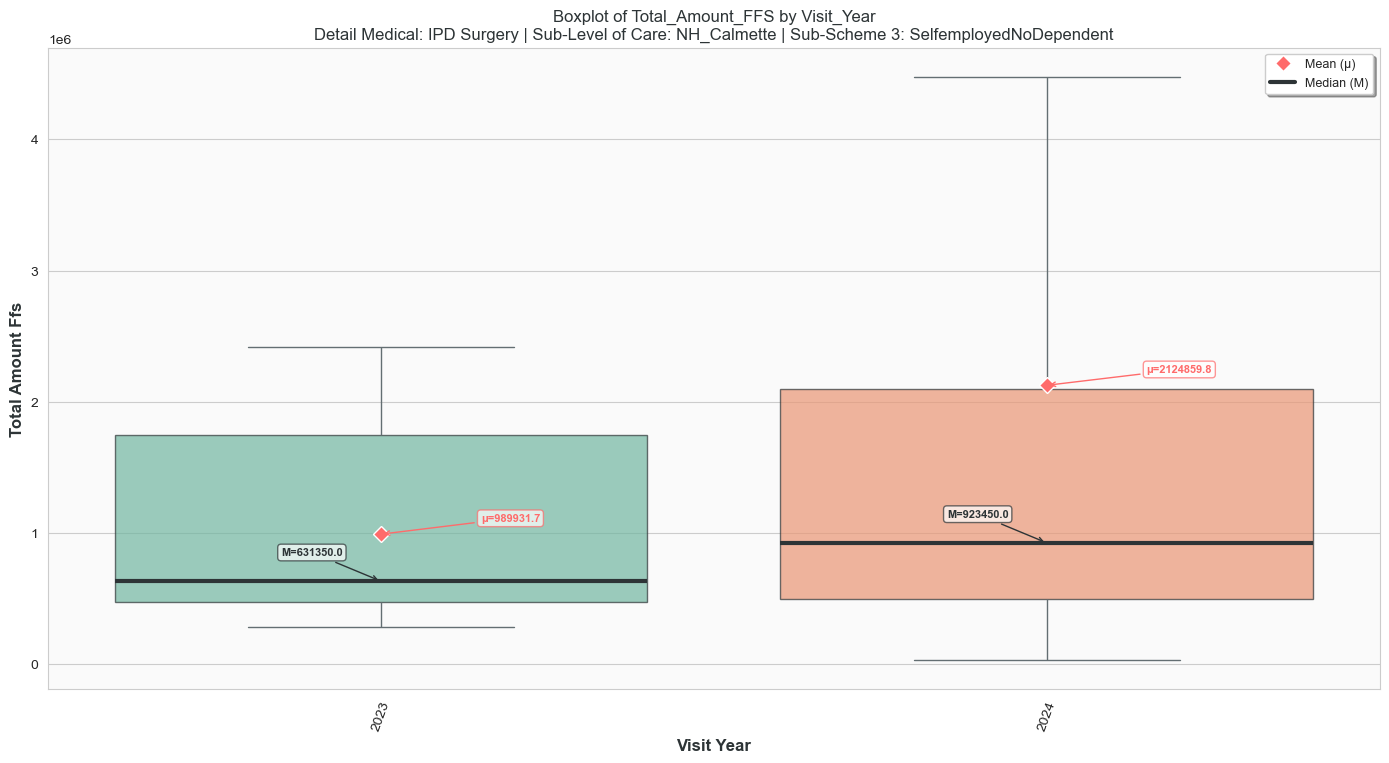 Boxplot of Total_Amount_FFS by Visit_Year
Detail Medical: IPD Surgery | Sub-Level of Care: NH_Calmette | Sub-Scheme 3: SelfemployedNoDependent
1e6
Mean (μ)
Median (M)
4
3
2
1
0
Total Amount Ffs
μ=2124859.8
M=923450.0
μ=989931.7
M=631350.0
2023
2024
Visit Year